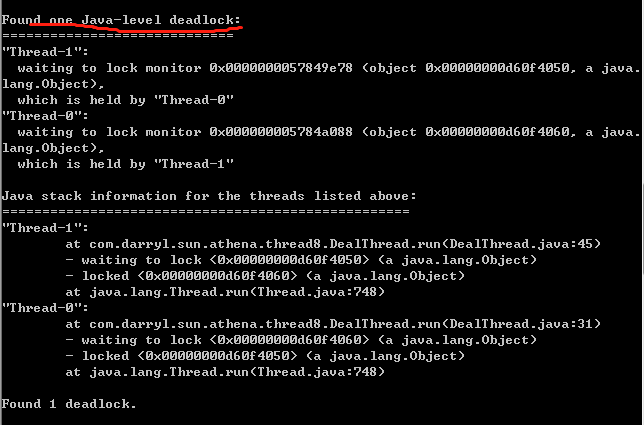 Found one Java-level deadlock:
=============================
"Thread-1":
  waiting to lock monitor 0x0000000057849e78 (object 0x00000000d60f4050, a java.
lang.Object),
  which is held by "Thread-0"
"Thread-0":
  waiting to lock monitor 0x000000005784a088 (object 0x00000000d60f4060, a java.
lang.Object),
  which is held by "Thread-1"
Java stack information for the threads listed above:
===================================================
"Thread-1":
        at com.darryl.sun.athena.thread8.DealThread.run(DealThread.java:45)
        - waiting to lock <0x00000000d60f4050> (a java.lang.Object)
        - locked <0x00000000d60f4060> (a java.lang.Object)
        at java.lang.Thread.run(Thread.java:748)
"Thread-0":
        at com.darryl.sun.athena.thread8.DealThread.run(DealThread.java:31)
        - waiting to lock <0x00000000d60f4060> (a java.lang.Object)
        - locked <0x00000000d60f4050> (a java.lang.Object)
        at java.lang.Thread.run(Thread.java:748)
Found 1 deadlock.